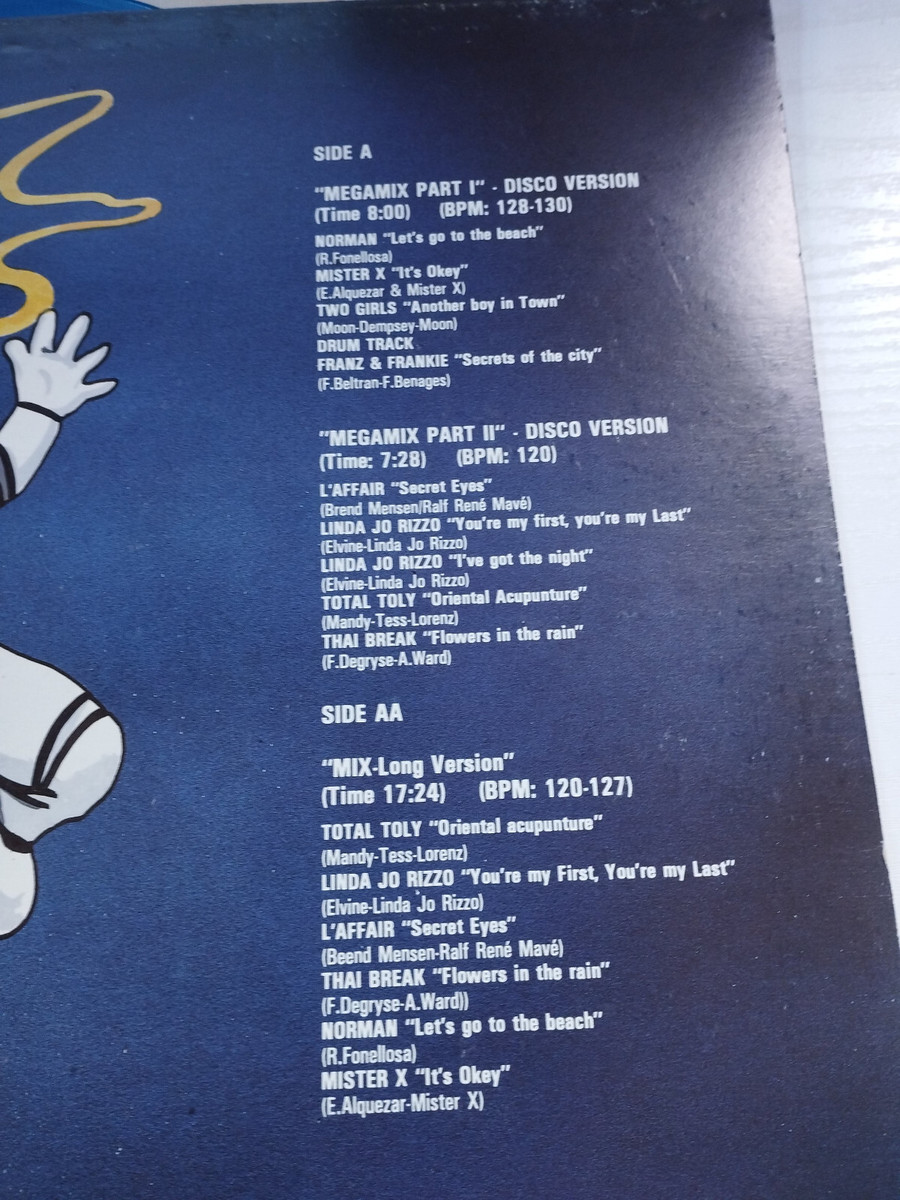 SIDE A
"MEGAMIX PART I" - DISCO VERSION
(Time 8:00) (BPM: 128-130)
NORMAN "Let's go to the beach"
(R.Fonellosa)
MISTER X "It's Okey"
(E.Alquezar & Mister X)
TWO GIRLS "Another boy in Town"
(Moon-Dempsey-Moon)
DRUM TRACK
FRANZ & FRANKIE "Secrets of the city"
(F.Beltran-F.Benages)
"MEGAMIX PART II" - DISCO VERSION
(Time: 7:28) (BPM: 120)
L'AFFAIR "Secret Eyes"
(Brend Mensen/Ralf René Mavé)
LINDA JO RIZZO "You're my first, you're my Last"
(Elvine-Linda Jo Rizzo)
LINDA JO RIZZO "I've got the night"
(Elvine-Linda Jo Rizzo)
TOTAL TOLY "Oriental Acupunture"
(Mandy-Tess-Lorenz)
THAI BREAK "Flowers in the rain"
(F.Degryse-A.Ward)
SIDE AA
"MIX-Long Version"
(Time 17:24) (BPM: 120-127)
TOTAL TOLY "Oriental acupunture"
(Mandy-Tess-Lorenz)
LINDA JO RIZZO "You're my First, You're my Last"
(Elvine-Linda Jo Rizzo)
L'AFFAIR "Secret Eyes"
(Beend Mensen-Ralf René Mavé)
THAI BREAK "Flowers in the rain"
(F.Degryse-A.Ward))
NORMAN "Let's go to the beach"
(R.Fonellosa)
MISTER X "It's Okey"
(E.Alquezar-Mister X)